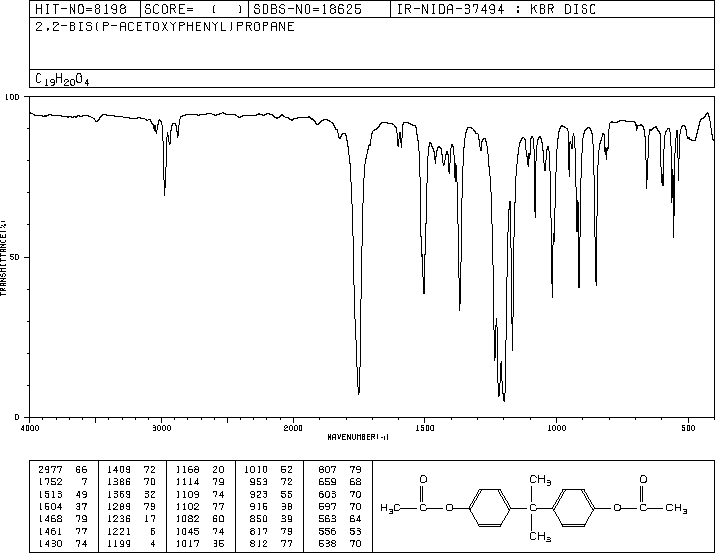 HIT-NO=8198 SCORE= ( ) SDBS-NO=18625 IR-NIDA-37494 : KBR DISC
2,2-BIS(P-ACETOXYPHENYL)PROPANE
C19H20O4
100
50
0
TRANSMITTANCE(%)
4000 3000 2000 1500 1000 500
WAVENUMBER(-1)
2977 66 1409 72 1168 20 1010 52 807 79
1752 7 1386 70 1114 79 953 72 659 68
1513 49 1369 32 1109 74 923 55 603 70
1504 37 1289 79 1102 77 916 38 597 70
1468 79 1236 17 1082 60 850 39 563 64
1461 77 1221 6 1045 74 817 79 556 53
1430 74 1199 4 1017 36 812 77 538 70
O CH3 O
H3C O O CH3
CH3